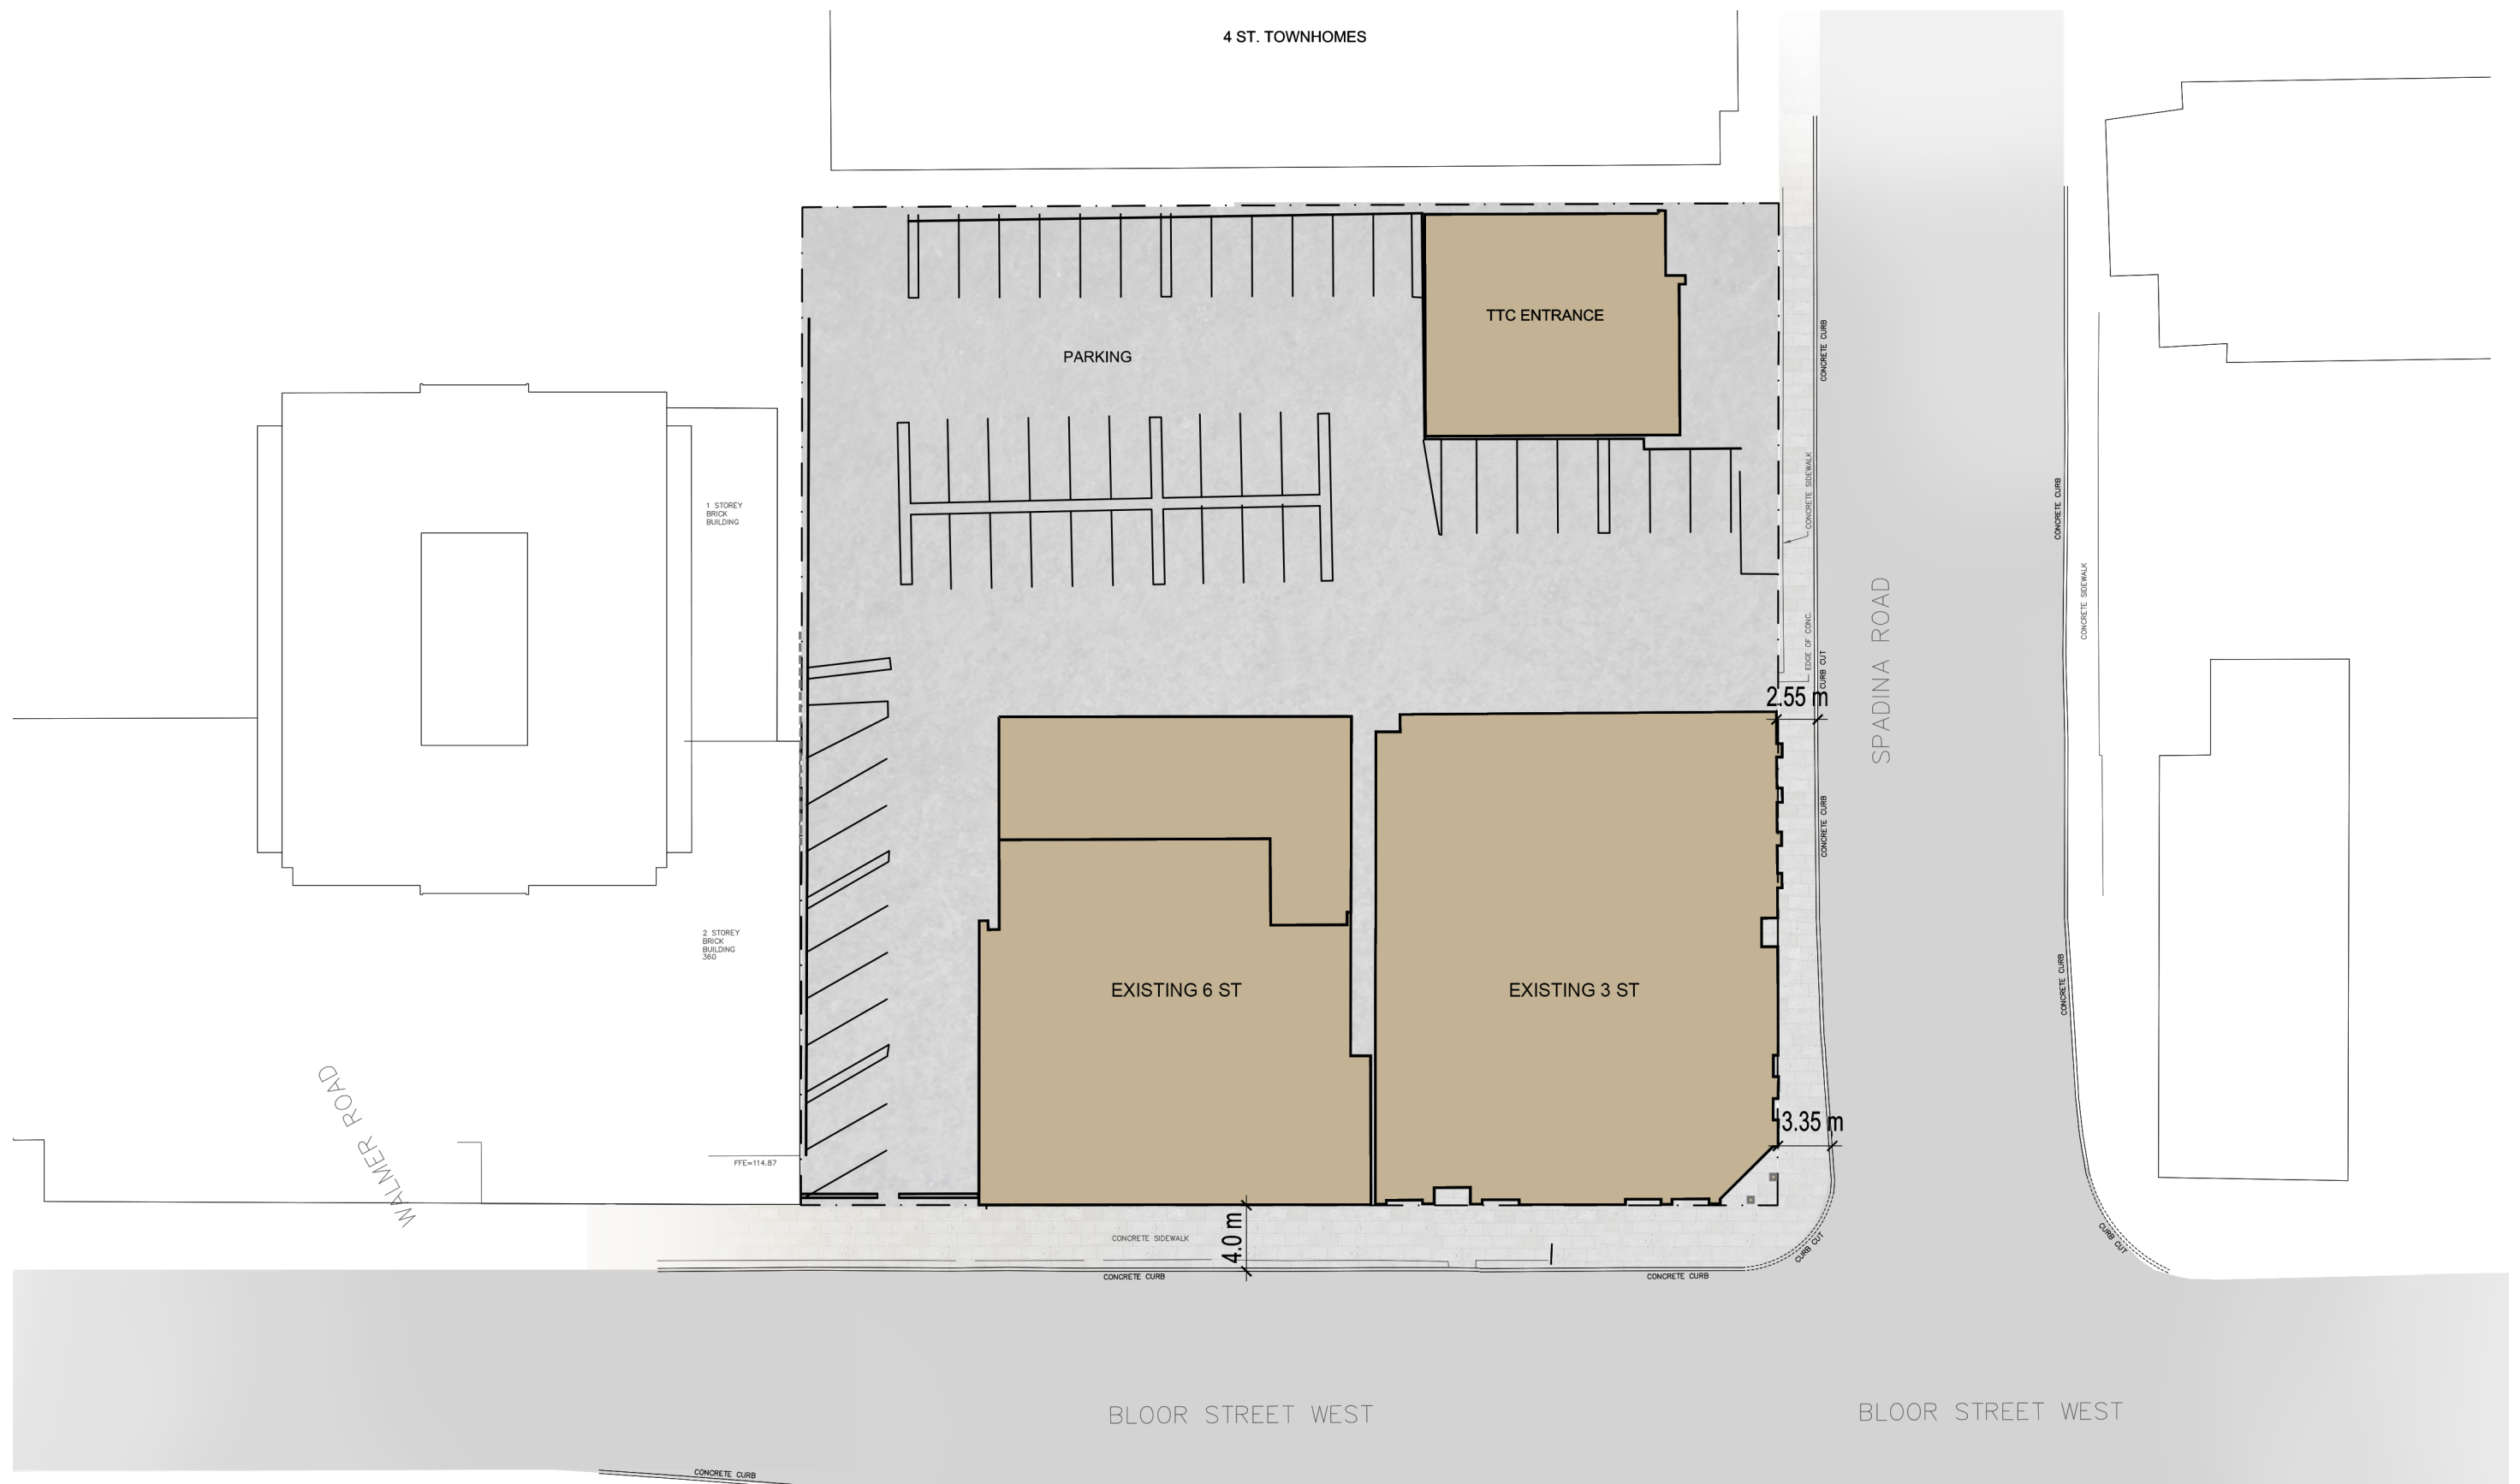 4 ST. TOWNHOMES
TTC ENTRANCE
PARKING
CONCRETE CURB
CONCRETE SIDEWALK
CONCRETE CURB
1 STOREY
BRICK
BUILDING
CONCRETE SIDEWALK
SPADINA ROAD
EDGE OF CONC.
CURB CUT
2.55 m
CONCRETE CURB
2 STOREY
BRICK
BUILDING
360
EXISTING 6 ST
EXISTING 3 ST
CONCRETE CURB
WALMER ROAD
3.35 m
FFE=114.87
4.0 m
CONCRETE SIDEWALK
CURB CUT
CURB CUT
CONCRETE CURB
CONCRETE CURB
BLOOR STREET WEST
BLOOR STREET WEST
CONCRETE CURB